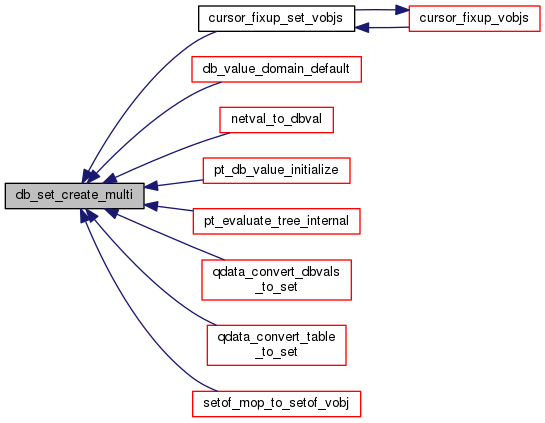 cursor_fixup_set_vobjs
cursor_fixup_vobjs
db_value_domain_default
netval_to_dbval
pt_db_value_initialize
db_set_create_multi
pt_evaluate_tree_internal
qdata_convert_dbvals
_to_set
qdata_convert_table
_to_set
setof_mop_to_setof_vobj